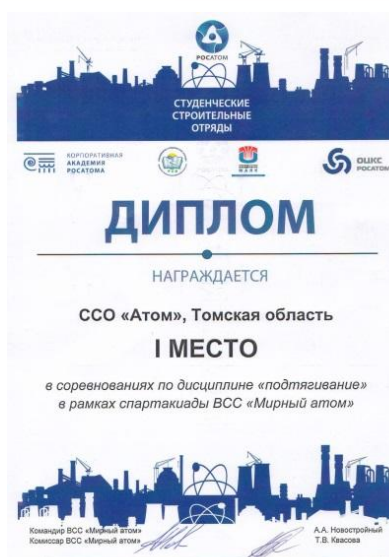 РОСАТОМ
СТУДЕНЧЕСКИЕ
СТРОИТЕЛЬНЫЕ
ОТРЯДЫ
КОРПОРАТИВНАЯ
АКАДЕМИЯ
РОСАТОМА
МАЯК
ОЦКС
РОСАТОМ
ДИПЛОМ
НАГРАЖДАЕТСЯ
ССО «Атом», Томская область
I МЕСТО
в соревнованиях по дисциплине «подтягивание»
в рамках спартакиады ВСС «Мирный атом»
Командир ВСС «Мирный атом»
А.А. Новостройный
Комиссар ВСС «Мирный атом»
Т.В. Квасова